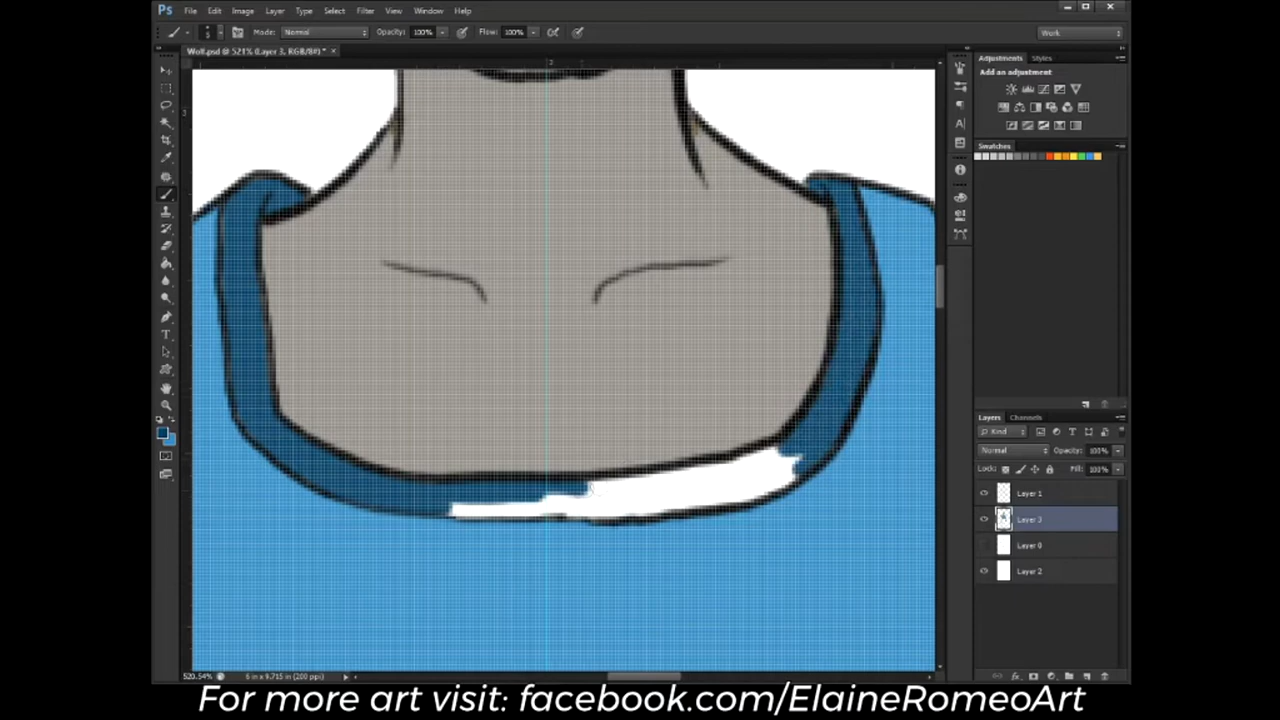 Ps File Edit Image Layer Type Select Filter View Window Help
Mode: Normal Opacity: 100% Flow: 100% Work
Wolf.psd @ 521% (Layer 3, RGB/8#) *
Adjustments Styles
Add an adjustment
Swatches
Layers Channels
Kind
Normal Opacity: 100%
Lock: Fill: 100%
Layer 1
Layer 3
Layer 0
Layer 2
520.54% 6 in x 9.715 in (200 ppi)
For more art visit: facebook.com/ElaineRomeoArt